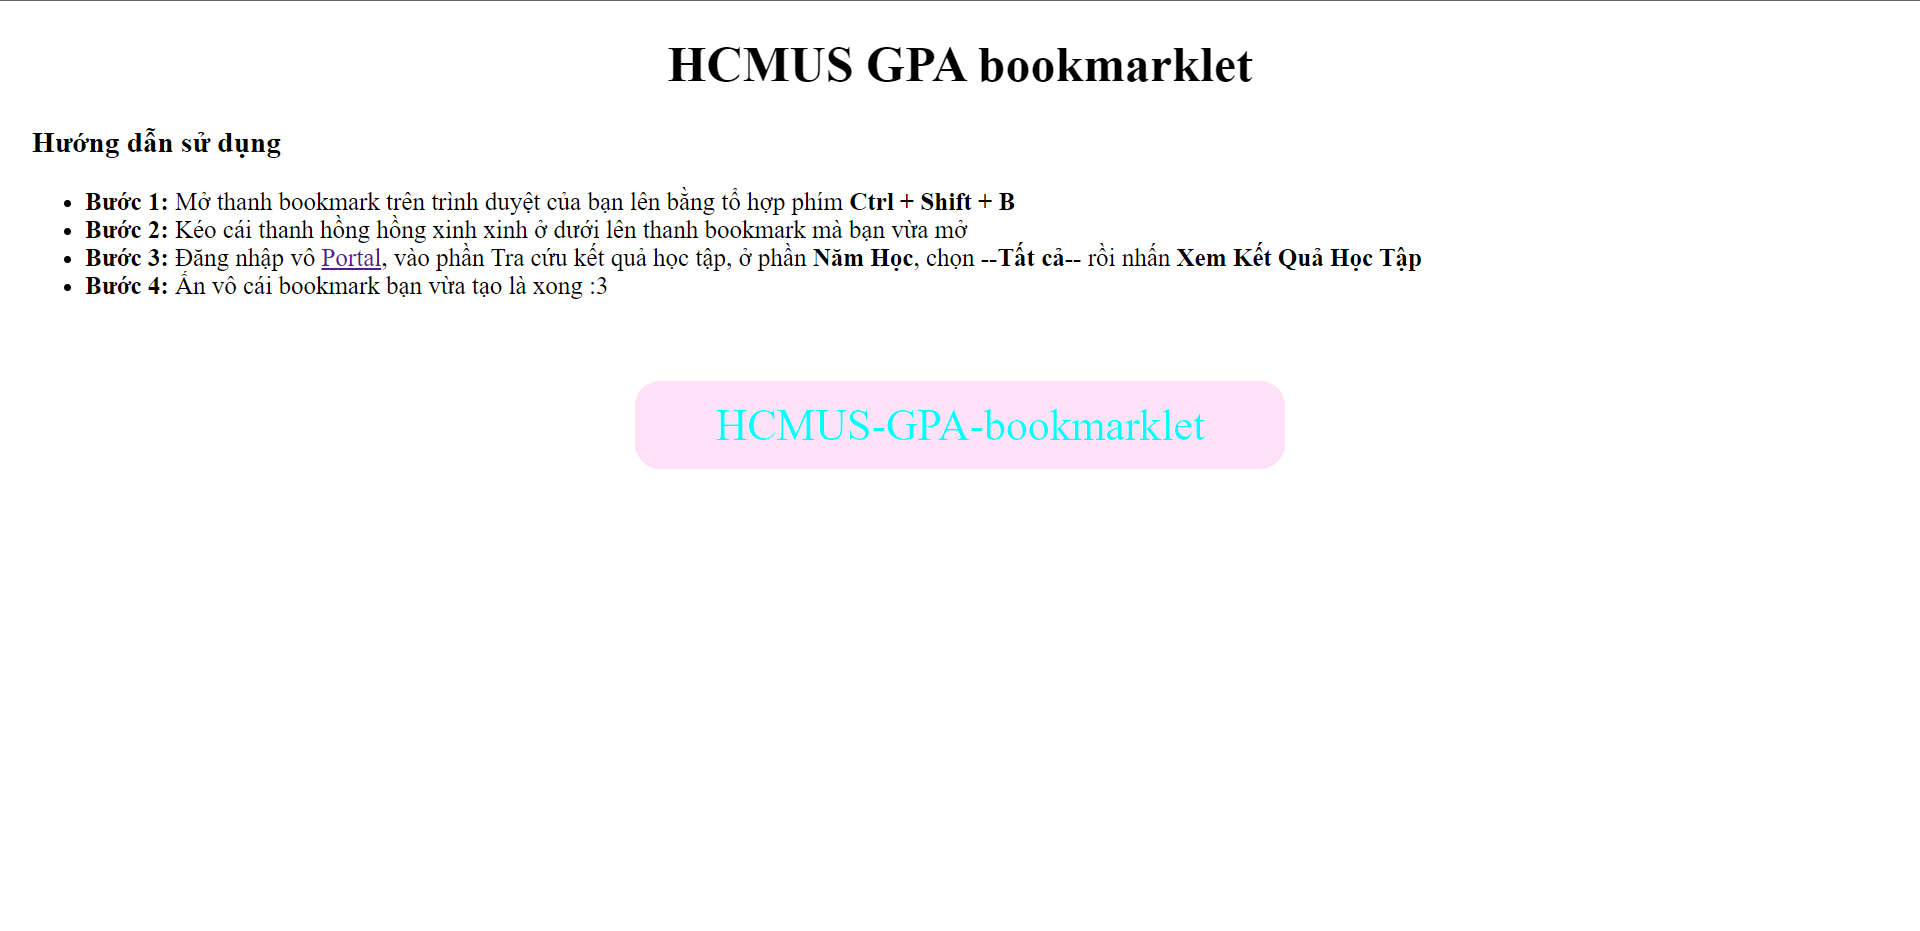 HCMUS GPA bookmarklet
Hướng dẫn sử dụng
Bước 1: Mở thanh bookmark trên trình duyệt của bạn lên bằng tổ hợp phím Ctrl + Shift + B
Bước 2: Kéo cái thanh hồng hồng xinh xinh ở dưới lên thanh bookmark mà bạn vừa mở
Bước 3: Đăng nhập vô Portal, vào phần Tra cứu kết quả học tập, ở phần Năm Học, chọn --Tất cả-- rồi nhấn Xem Kết Quả Học Tập
Bước 4: Ấn vô cái bookmark bạn vừa tạo là xong :3
HCMUS-GPA-bookmarklet